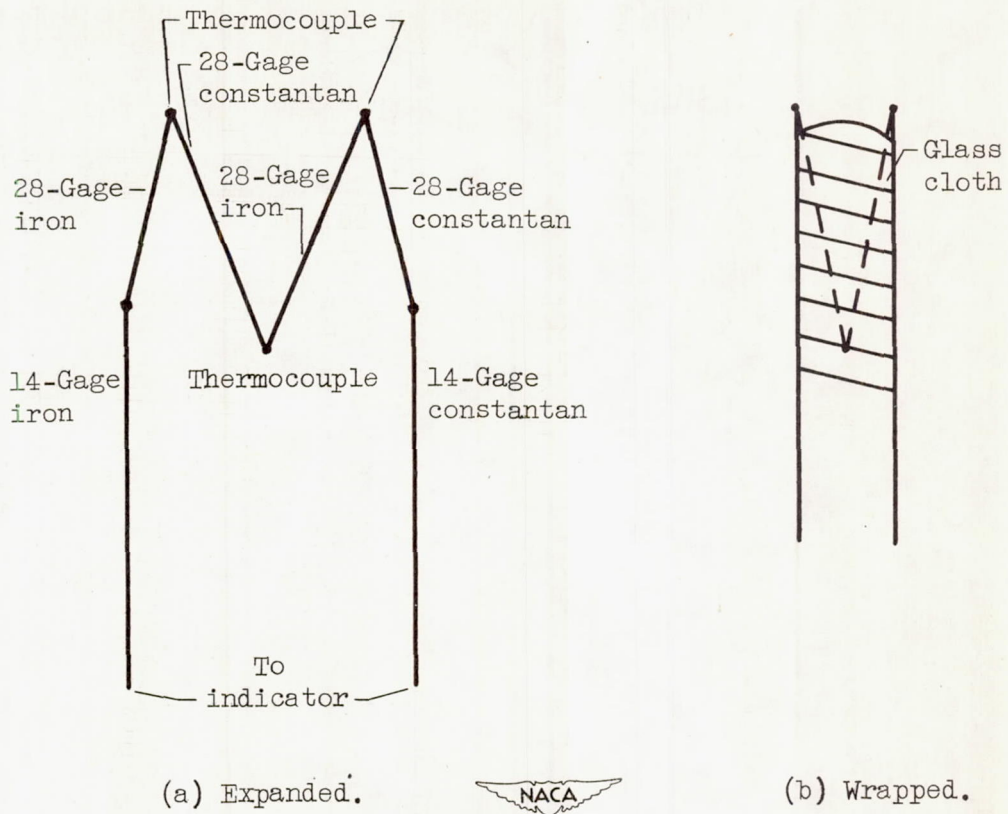 Thermocouple
28-Gage
constantan
28-Gage
iron
28-Gage
iron
28-Gage
constantan
Thermocouple
14-Gage
iron
14-Gage
constantan
To
indicator
(a) Expanded.
NACA
Glass
cloth
(b) Wrapped.